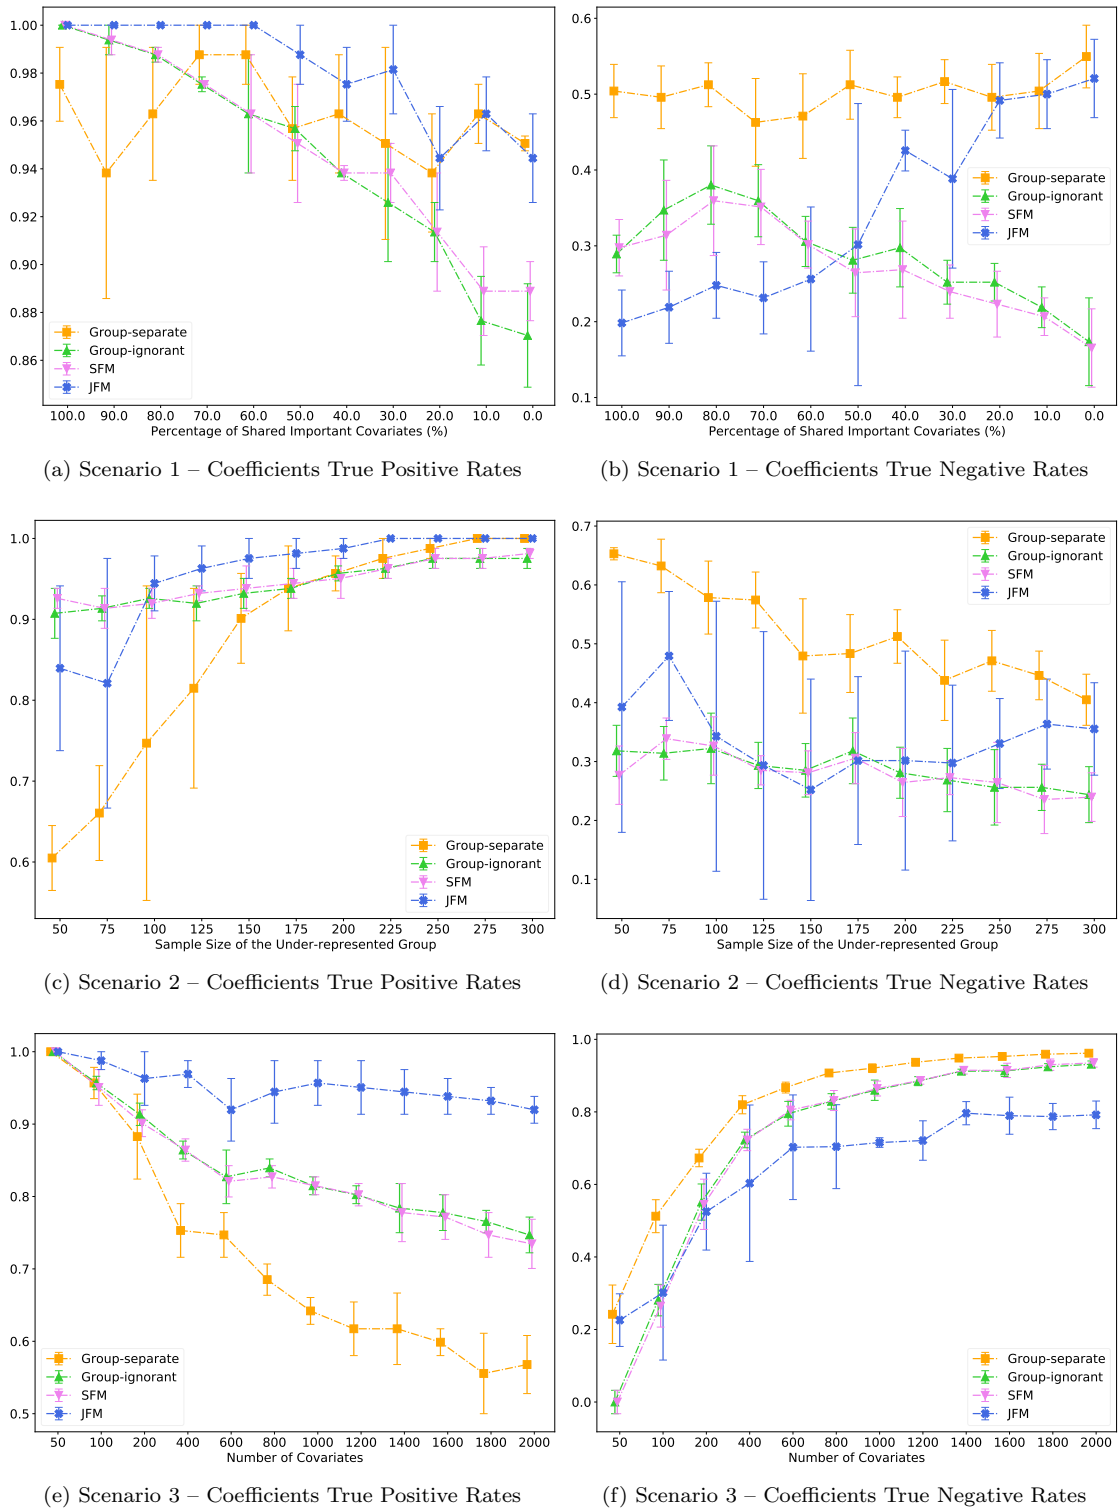 1.00
0.98
0.96
0.94
0.92
0.90
0.88
0.86
Group-separate
Group-ignorant
SFM
JFM
100.0 90.0 80.0 70.0 60.0 50.0 40.0 30.0 20.0 10.0 0.0
Percentage of Shared Important Covariates (%)
(a) Scenario 1 – Coefficients True Positive Rates
0.6
0.5
0.4
0.3
0.2
0.1
Group-separate
Group-ignorant
SFM
JFM
100.0 90.0 80.0 70.0 60.0 50.0 40.0 30.0 20.0 10.0 0.0
Percentage of Shared Important Covariates (%)
(b) Scenario 1 – Coefficients True Negative Rates
1.0
0.9
0.8
0.7
0.6
Group-separate
Group-ignorant
SFM
JFM
50 75 100 125 150 175 200 225 250 275 300
Sample Size of the Under-represented Group
(c) Scenario 2 – Coefficients True Positive Rates
0.7
0.6
0.5
0.4
0.3
0.2
0.1
Group-separate
Group-ignorant
SFM
JFM
50 75 100 125 150 175 200 225 250 275 300
Sample Size of the Under-represented Group
(d) Scenario 2 – Coefficients True Negative Rates
1.0
0.9
0.8
0.7
0.6
0.5
Group-separate
Group-ignorant
SFM
JFM
50 100 200 400 600 800 1000 1200 1400 1600 1800 2000
Number of Covariates
(e) Scenario 3 – Coefficients True Positive Rates
1.0
0.8
0.6
0.4
0.2
0.0
Group-separate
Group-ignorant
SFM
JFM
50 100 200 400 600 800 1000 1200 1400 1600 1800 2000
Number of Covariates
(f) Scenario 3 – Coefficients True Negative Rates